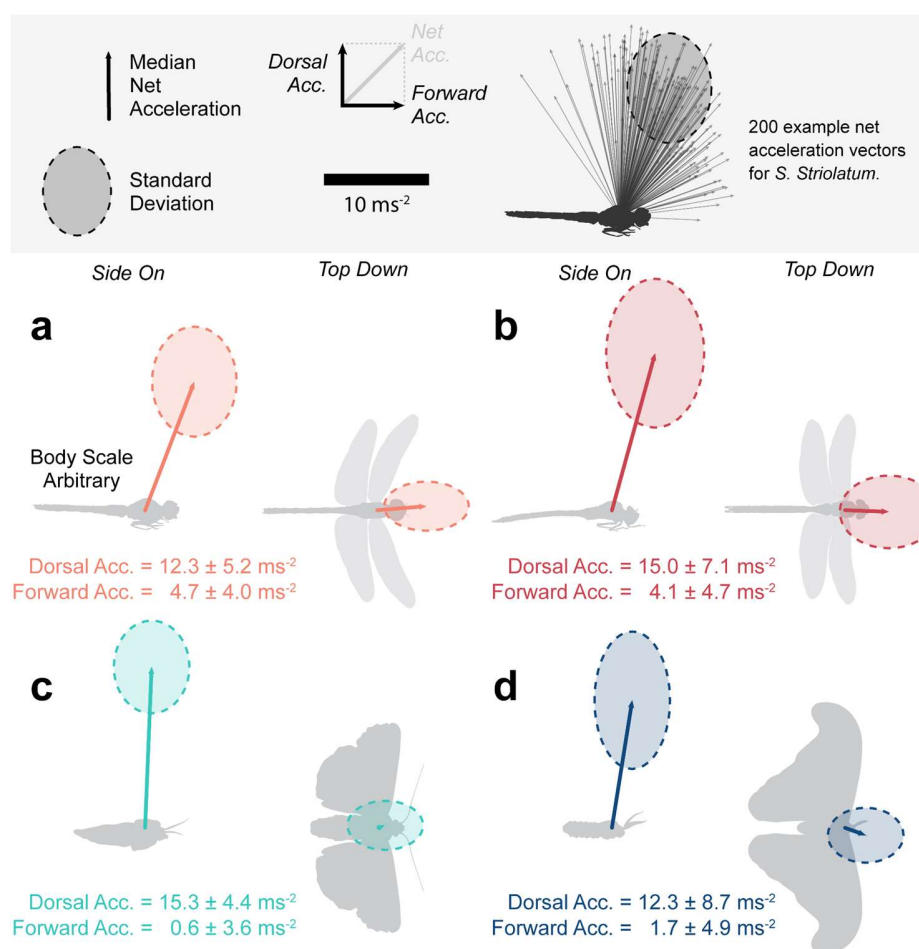 Median
Net
Acceleration
Standard
Deviation
Dorsal
Acc.
Net
Acc.
Forward
Acc.
10 ms⁻²
200 example net
acceleration vectors
for S. Striolatum.
Side On
Top Down
Side On
Top Down
a
Body Scale
Arbitrary
Dorsal Acc. = 12.3 ± 5.2 ms⁻²
Forward Acc. = 4.7 ± 4.0 ms⁻²
b
Dorsal Acc. = 15.0 ± 7.1 ms⁻²
Forward Acc. = 4.1 ± 4.7 ms⁻²
c
Dorsal Acc. = 15.3 ± 4.4 ms⁻²
Forward Acc. = 0.6 ± 3.6 ms⁻²
d
Dorsal Acc. = 12.3 ± 8.7 ms⁻²
Forward Acc. = 1.7 ± 4.9 ms⁻²